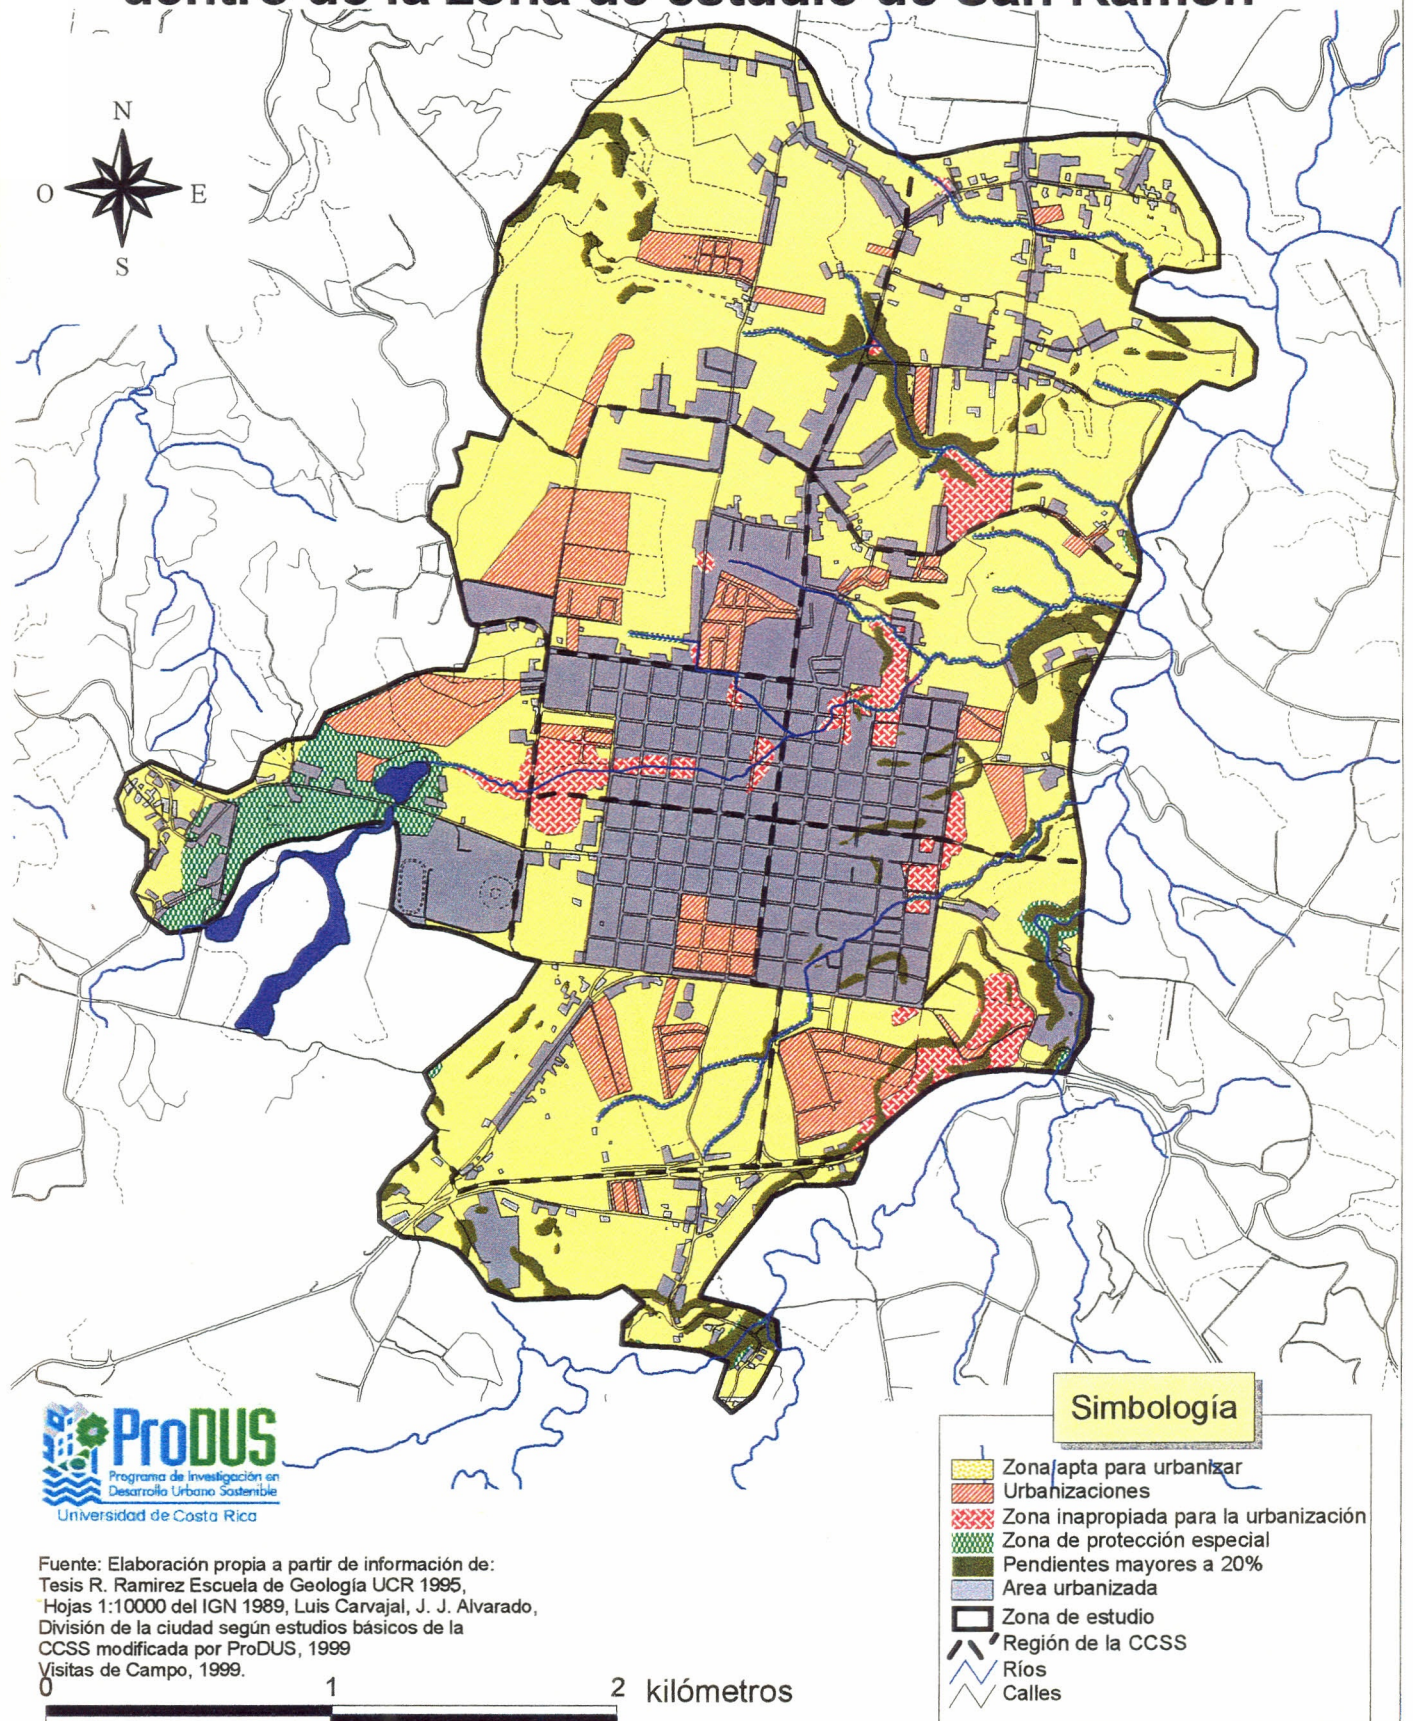 dentro de la zona de estudio de San Ramón
N
O
E
S
ProDUS
Programa de Investigación en
Desarrollo Urbano Sostenible
Universidad de Costa Rica
Fuente: Elaboración propia a partir de información de:
Tesis R. Ramirez Escuela de Geología UCR 1995,
Hojas 1:10000 del IGN 1989, Luis Carvajal, J. J. Alvarado,
División de la ciudad según estudios básicos de la
CCSS modificada por ProDUS, 1999
Visitas de Campo, 1999.
0 1 2 kilómetros
Simbología
Zona apta para urbanizar
Urbanizaciones
Zona inapropiada para la urbanización
Zona de protección especial
Pendientes mayores a 20%
Area urbanizada
Zona de estudio
Región de la CCSS
Ríos
Calles